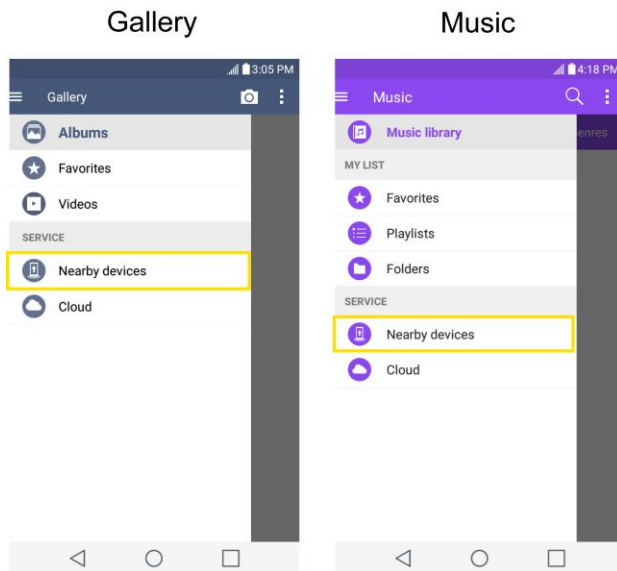 Gallery
3:05 PM
Gallery
Albums
Favorites
Videos
SERVICE
Nearby devices
Cloud
Music
4:18 PM
Music
Music library
enres
MY LIST
Favorites
Playlists
Folders
SERVICE
Nearby devices
Cloud